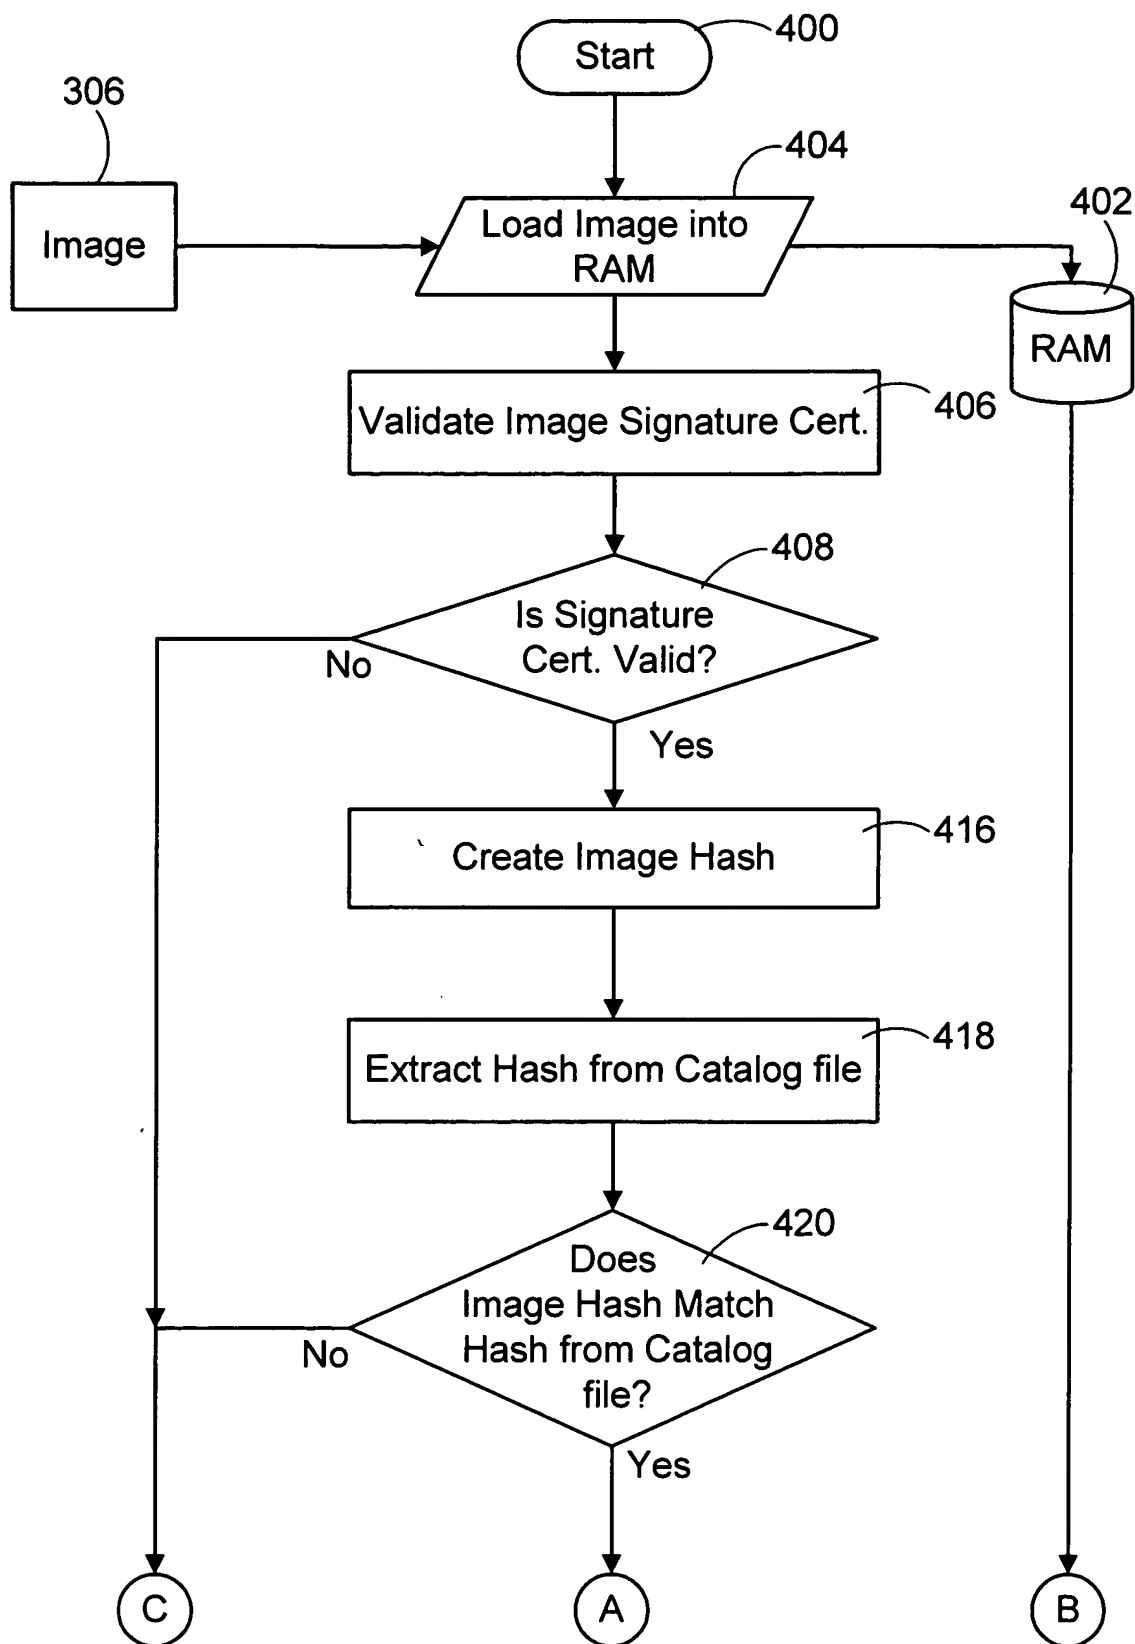 400
Start
306
404
402
Image
Load Image into
RAM
RAM
406
Validate Image Signature Cert.
408
Is Signature
Cert. Valid?
No
Yes
416
Create Image Hash
418
Extract Hash from Catalog file
420
Does
Image Hash Match
Hash from Catalog
file?
No
Yes
C
A
B